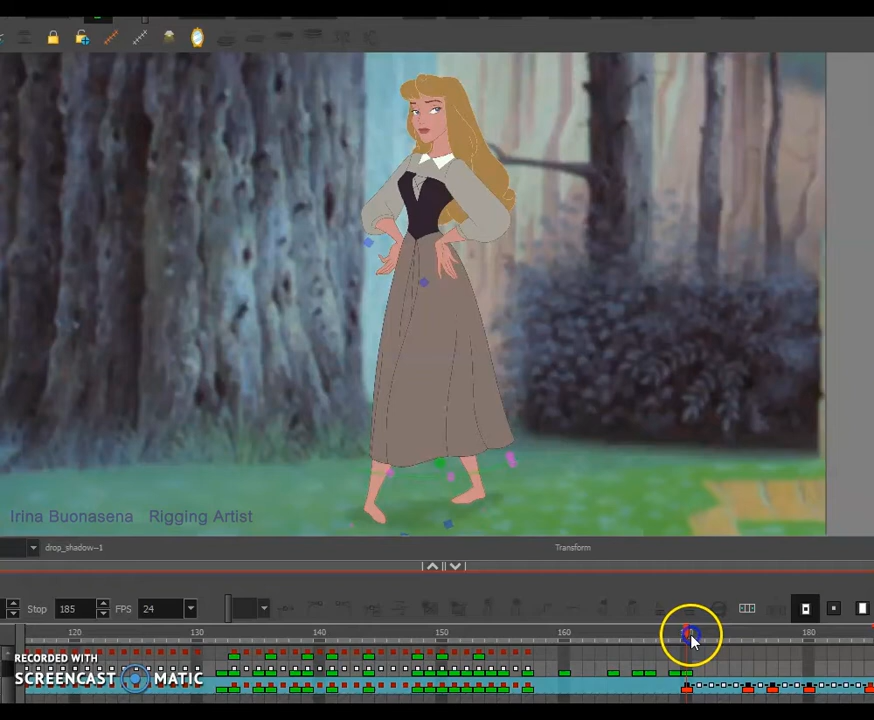 Irina Buonasena Rigging Artist
drop_shadow--1 Transform
Stop 185 FPS 24
120 130 140 150 160 180
RECORDED WITH
SCREENCAST MATIC